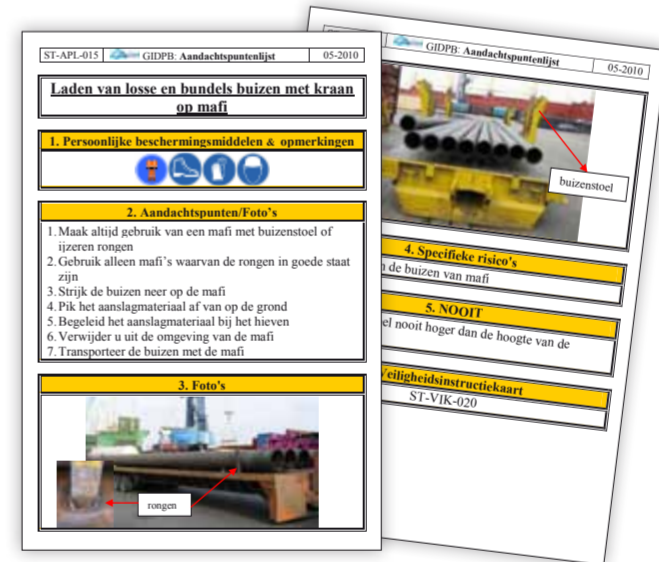 ST-APL-015 GIDPB: Aandachtspuntenlijst 05-2010
Laden van losse en bundels buizen met kraan
op mafi
1. Persoonlijke beschermingsmiddelen & opmerkingen
2. Aandachtspunten/Foto's
1. Maak altijd gebruik van een mafi met buizenstoel of
ijzeren rongen
2. Gebruik alleen mafi's waarvan de rongen in goede staat
zijn
3. Strijk de buizen neer op de mafi
4. Pik het aanslagmateriaal af van op de grond
5. Begeleid het aanslagmateriaal bij het hieven
6. Verwijder u uit de omgeving van de mafi
7. Transporteer de buizen met de mafi
3. Foto's
rongen
GIDPB: Aandachtspuntenlijst 05-2010
buizenstoel
4. Specifieke risico's
de buizen van mafi
5. NOOIT
nooit hoger dan de hoogte van de
Veiligheidsinstructiekaart
ST-VIK-020